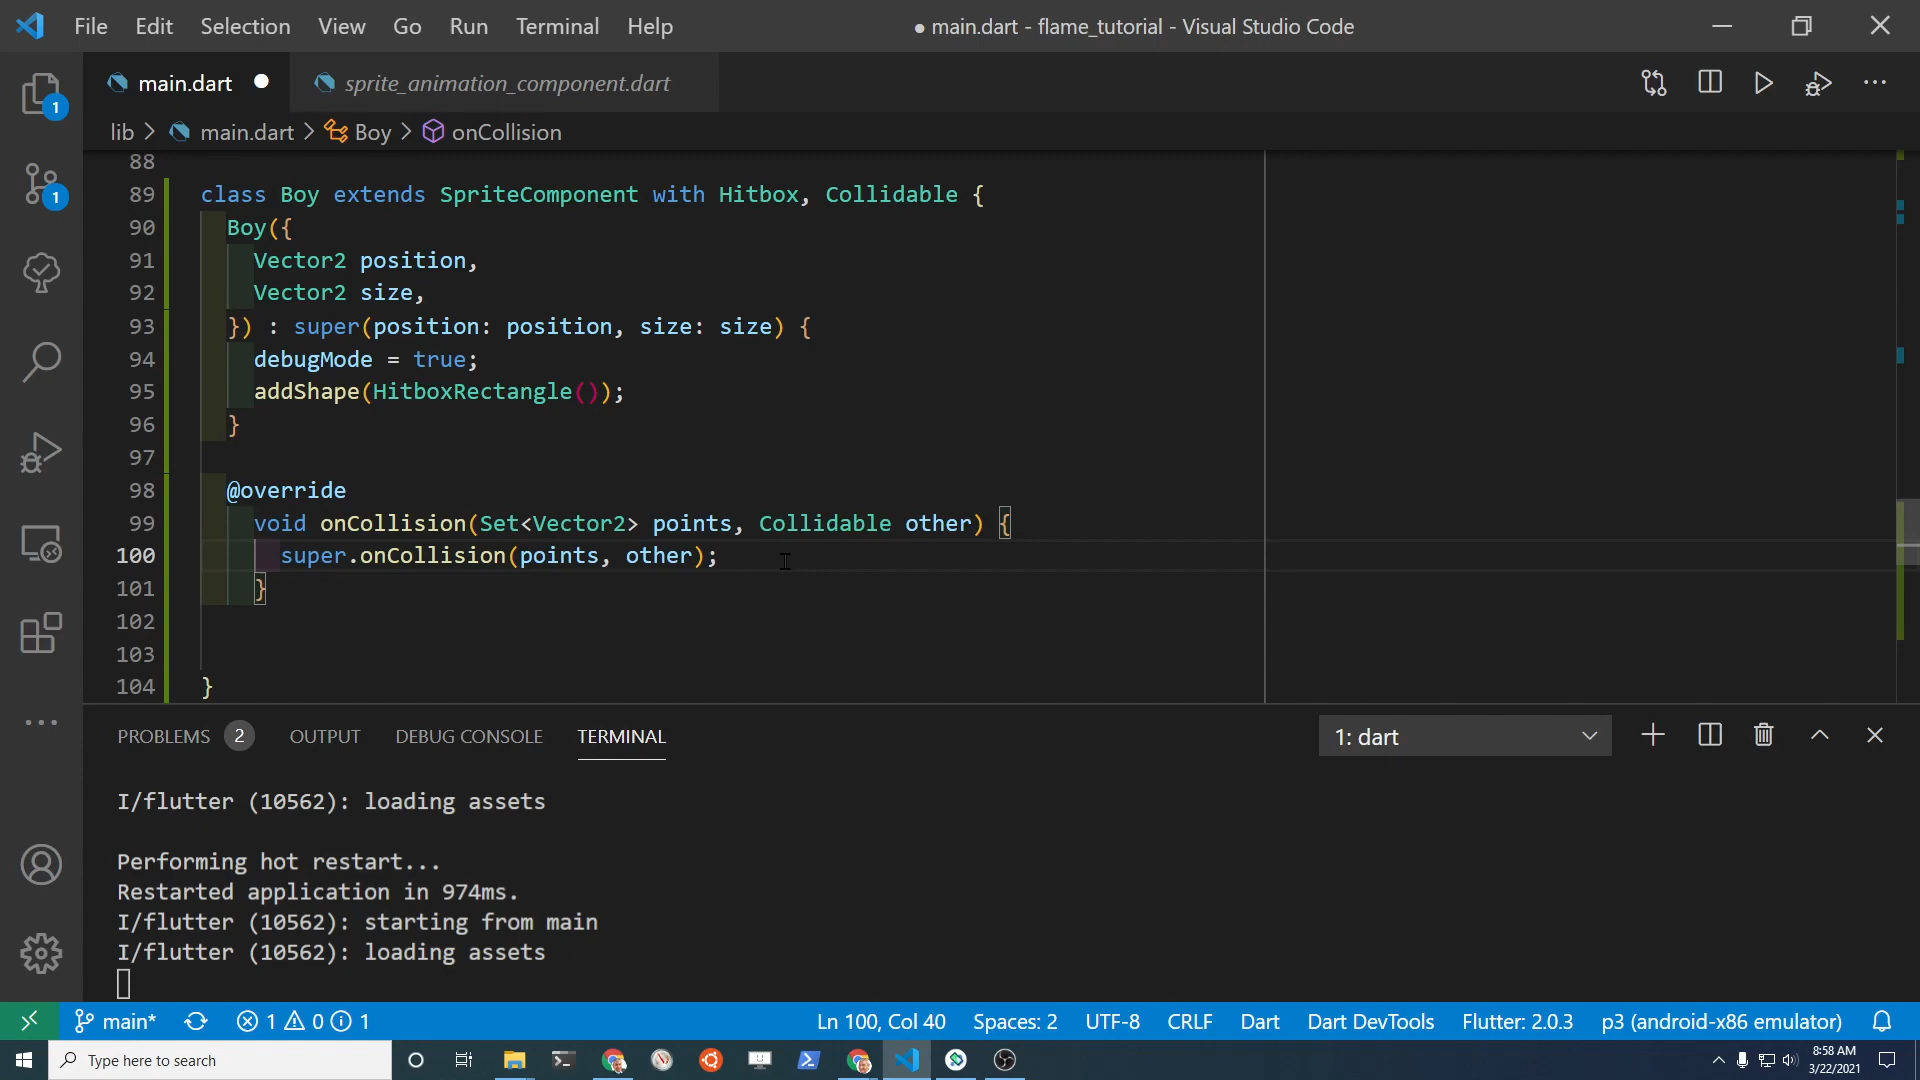 File Edit Selection View Go Run Terminal Help ● main.dart - flame_tutorial - Visual Studio Code
main.dart sprite_animation_component.dart
lib > main.dart > Boy > onCollision
88
89 class Boy extends SpriteComponent with Hitbox, Collidable {
90 Boy({
91 Vector2 position,
92 Vector2 size,
93 }) : super(position: position, size: size) {
94 debugMode = true;
95 addShape(HitboxRectangle());
96 }
97
98 @override
99 void onCollision(Set<Vector2> points, Collidable other) {
100 super.onCollision(points, other);
101 }
102
103
104 }
1
1
PROBLEMS 2 OUTPUT DEBUG CONSOLE TERMINAL 1: dart
I/flutter (10562): loading assets
Performing hot restart...
Restarted application in 974ms.
I/flutter (10562): starting from main
I/flutter (10562): loading assets
main* 1 0 1 Ln 100, Col 40 Spaces: 2 UTF-8 CRLF Dart Dart DevTools Flutter: 2.0.3 p3 (android-x86 emulator)
Type here to search
8:58 AM
3/22/2021